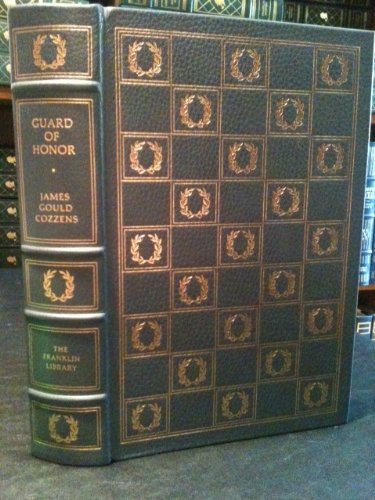 GUARD
OF
HONOR
JAMES
GOULD
COZZENS
THE
FRANKLIN
LIBRARY